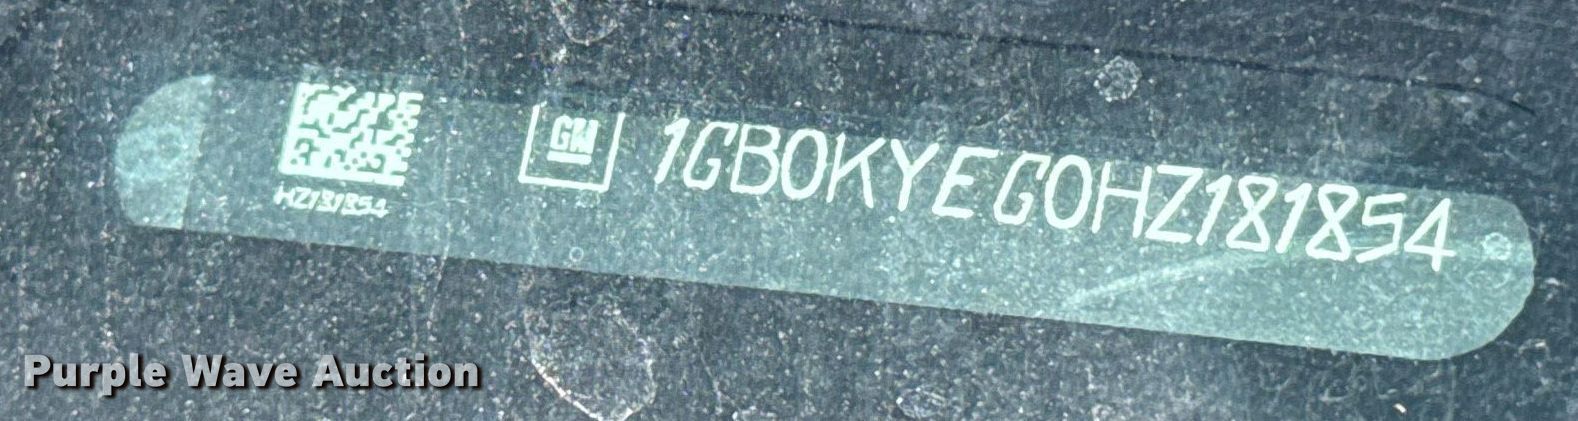 GM 1GB0KYEG0HZ181854
HZ181854
Purple Wave Auction